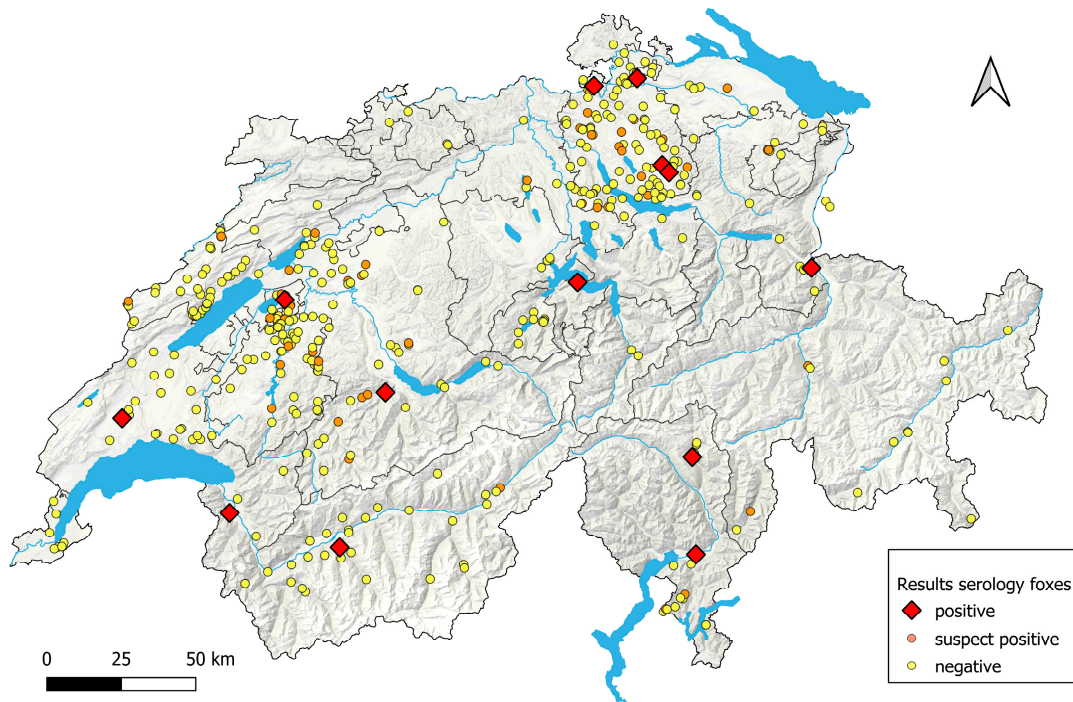 Results serology foxes
positive
suspect positive
negative
0 25 50 km